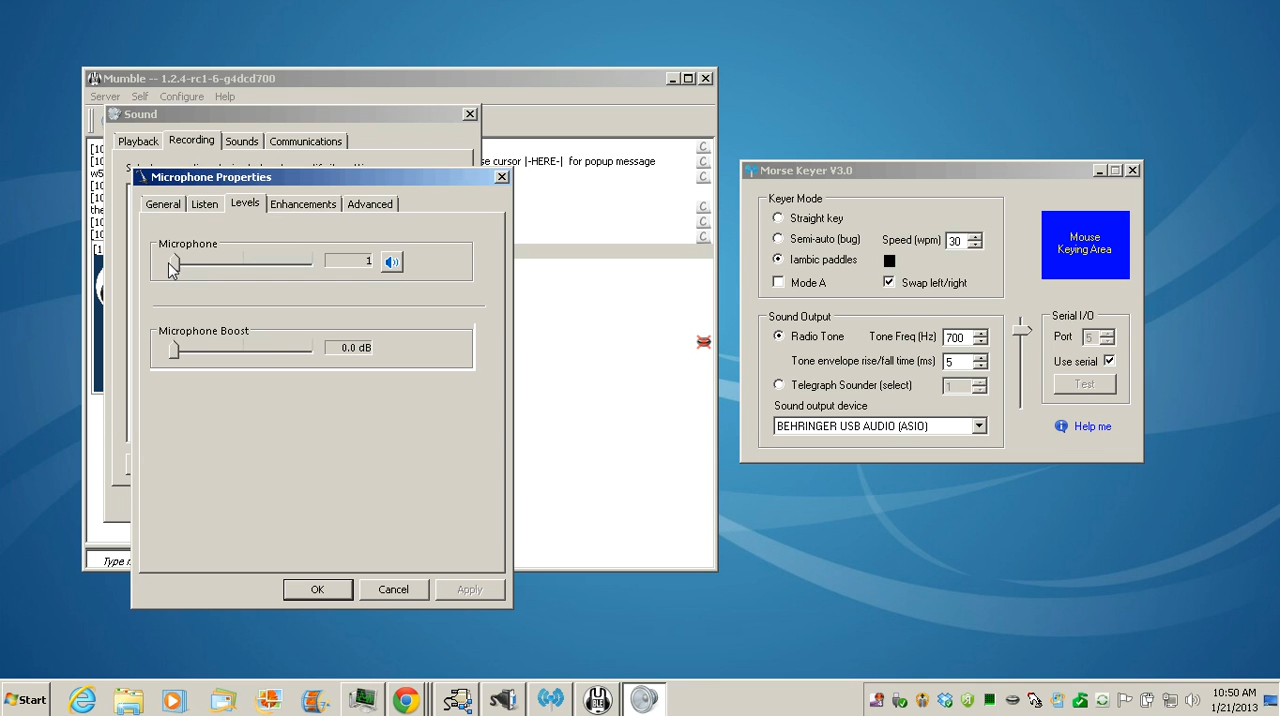 Mumble -- 1.2.4-rc1-6-g4dcd700
Server Self Configure Help
Sound
Playback Recording Sounds Communications
se cursor |-HERE-| for popup message
Microphone Properties
General Listen Levels Enhancements Advanced
Microphone
1
Microphone Boost
0.0 dB
OK Cancel Apply
Morse Keyer V3.0
Keyer Mode
Straight key
Semi-auto (bug) Speed (wpm) 30
Iambic paddles
Mode A Swap left/right
Mouse
Keying Area
Sound Output
Radio Tone Tone Freq (Hz) 700
Tone envelope rise/fall time (ms) 5
Telegraph Sounder (select) 1
Sound output device
BEHRINGER USB AUDIO (ASIO)
Serial I/O
Port 5
Use serial
Test
Help me
Start
10:50 AM
1/21/2013